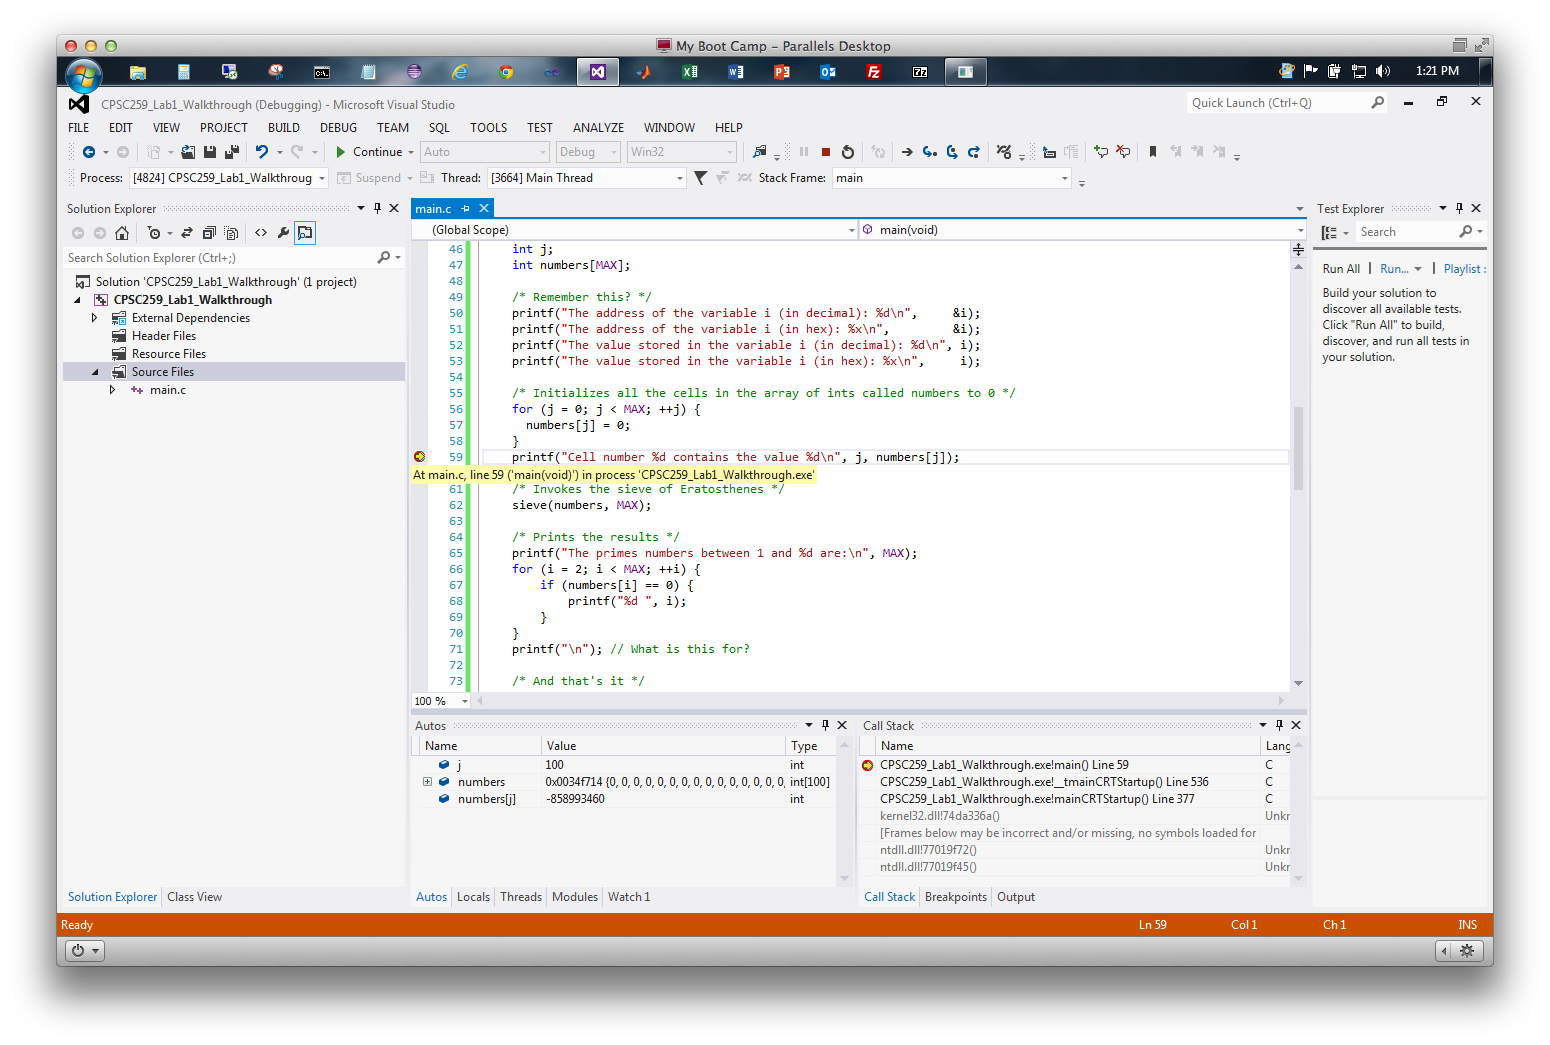 My Boot Camp - Parallels Desktop
1:21 PM
CPSC259_Lab1_Walkthrough (Debugging) - Microsoft Visual Studio
Quick Launch (Ctrl+Q)
FILE EDIT VIEW PROJECT BUILD DEBUG TEAM SQL TOOLS TEST ANALYZE WINDOW HELP
Continue Auto Debug Win32
Process: [4824] CPSC259_Lab1_Walkthroug Suspend Thread: [3664] Main Thread Stack Frame: main
Solution Explorer
Search Solution Explorer (Ctrl+;)
Solution 'CPSC259_Lab1_Walkthrough' (1 project)
CPSC259_Lab1_Walkthrough
External Dependencies
Header Files
Resource Files
Source Files
main.c
Solution Explorer Class View
main.c
(Global Scope) main(void)
46 int j;
47 int numbers[MAX];
48
49 /* Remember this? */
50 printf("The address of the variable i (in decimal): %d\n", &i);
51 printf("The address of the variable i (in hex): %x\n", &i);
52 printf("The value stored in the variable i (in decimal): %d\n", i);
53 printf("The value stored in the variable i (in hex): %x\n", i);
54
55 /* Initializes all the cells in the array of ints called numbers to 0 */
56 for (j = 0; j < MAX; ++j) {
57 numbers[j] = 0;
58 }
59 printf("Cell number %d contains the value %d\n", j, numbers[j]);
At main.c, line 59 ('main(void)') in process 'CPSC259_Lab1_Walkthrough.exe'
61 /* Invokes the sieve of Eratosthenes */
62 sieve(numbers, MAX);
63
64 /* Prints the results */
65 printf("The primes numbers between 1 and %d are:\n", MAX);
66 for (i = 2; i < MAX; ++i) {
67 if (numbers[i] == 0) {
68 printf("%d ", i);
69 }
70 }
71 printf("\n"); // What is this for?
72
73 /* And that's it */
100 %
Test Explorer
Search
Run All | Run... | Playlist :
Build your solution to
discover all available tests.
Click "Run All" to build,
discover, and run all tests in
your solution.
Autos
Name Value Type
j 100 int
numbers 0x0034f714 {0, 0, 0, 0, 0, 0, 0, 0, 0, 0, 0, 0, 0, 0, 0, int[100]
numbers[j] -858993460 int
Autos Locals Threads Modules Watch 1
Call Stack
Name Lang
CPSC259_Lab1_Walkthrough.exe!main() Line 59 C
CPSC259_Lab1_Walkthrough.exe!__tmainCRTStartup() Line 536 C
CPSC259_Lab1_Walkthrough.exe!mainCRTStartup() Line 377 C
kernel32.dll!74da336a() Unkr
[Frames below may be incorrect and/or missing, no symbols loaded for
ntdll.dll!77019f72() Unkr
ntdll.dll!77019f45() Unkr
Call Stack Breakpoints Output
Ready Ln 59 Col 1 Ch 1 INS